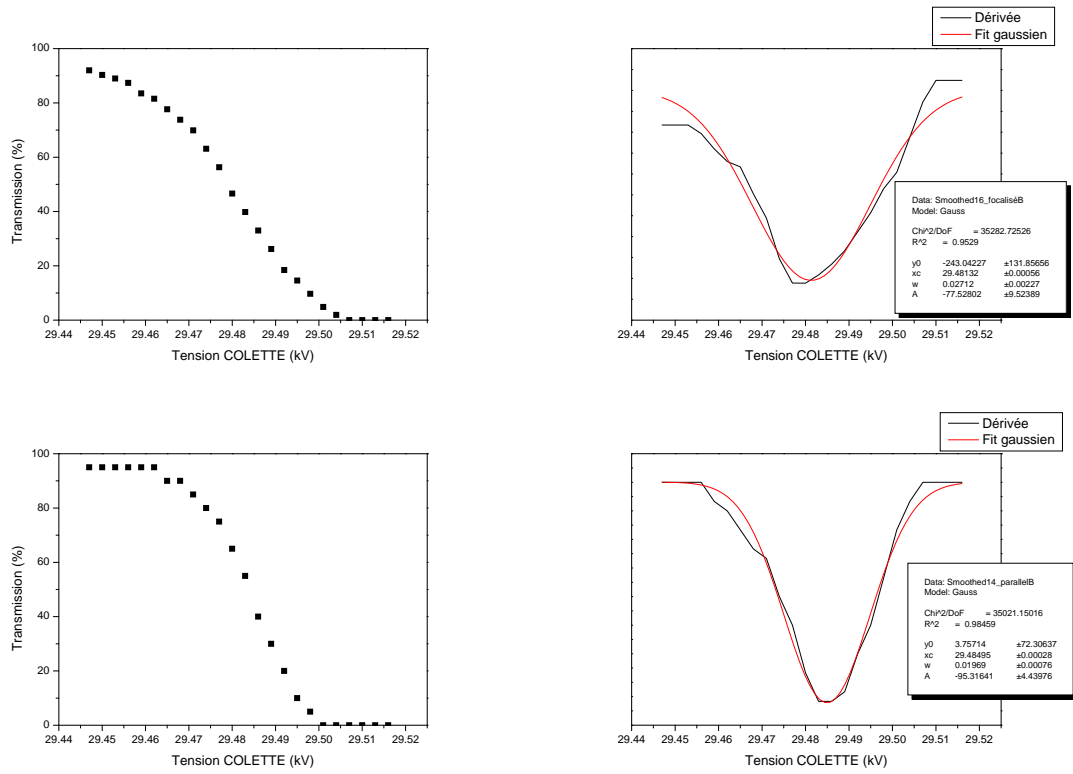 100
80
60
40
20
0
Transmission (%)
29.44 29.45 29.46 29.47 29.48 29.49 29.50 29.51 29.52
Tension COLETTE (kV)
Dérivée
Fit gaussien
Data: Smoothed16_focaliséB
Model: Gauss
Chi^2/DoF = 35282.72526
R^2 = 0.9529
y0 -243.04227 ±131.85656
xc 29.48132 ±0.00056
w 0.02712 ±0.00227
A -77.52802 ±9.52389
29.44 29.45 29.46 29.47 29.48 29.49 29.50 29.51 29.52
Tension COLETTE (kV)
100
80
60
40
20
0
Transmission (%)
29.44 29.45 29.46 29.47 29.48 29.49 29.50 29.51 29.52
Tension COLETTE (kV)
Dérivée
Fit gaussien
Data: Smoothed14_parallelB
Model: Gauss
Chi^2/DoF = 35021.15016
R^2 = 0.98459
y0 3.75714 ±72.30637
xc 29.48495 ±0.00028
w 0.01969 ±0.00076
A -95.31641 ±4.43976
29.44 29.45 29.46 29.47 29.48 29.49 29.50 29.51 29.52
Tension COLETTE (kV)